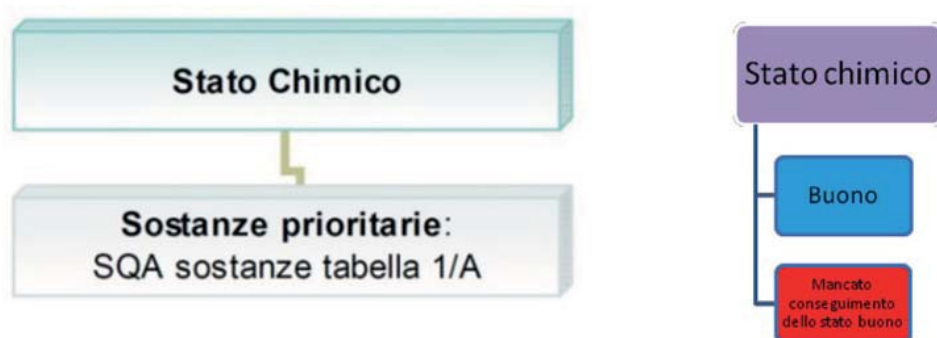 Stato Chimico
Sostanze prioritarie:
SQA sostanze tabella 1/A
Stato chimico
Buono
Mancato
conseguimento
dello stato buono